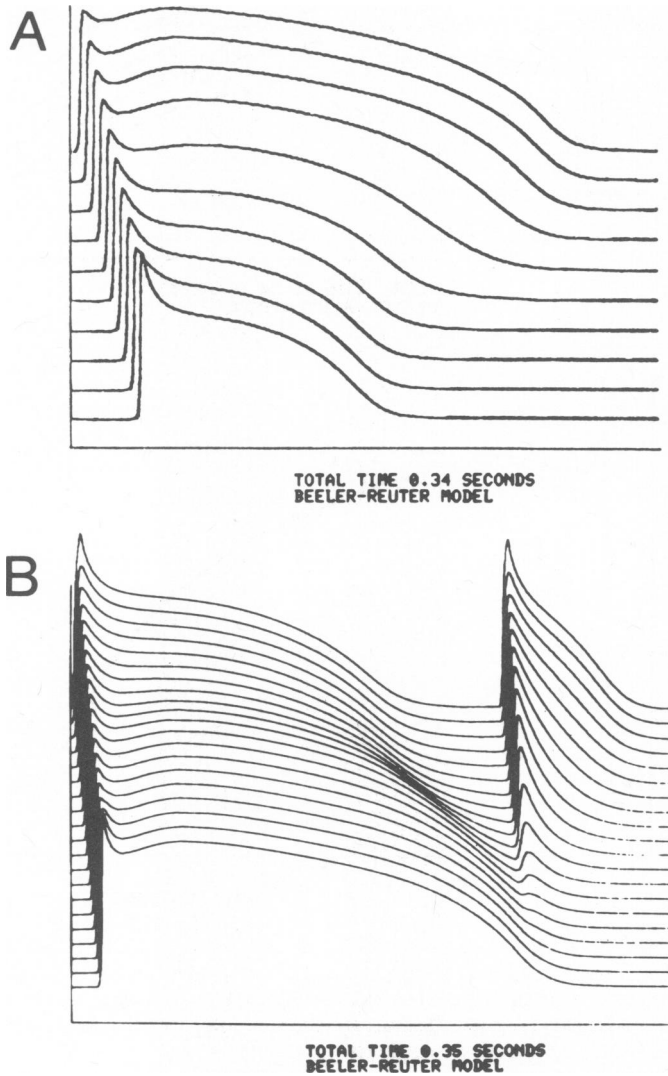 A
TOTAL TIME 0.34 SECONDS
BEELER-REUTER MODEL
B
TOTAL TIME 0.35 SECONDS
BEELER-REUTER MODEL